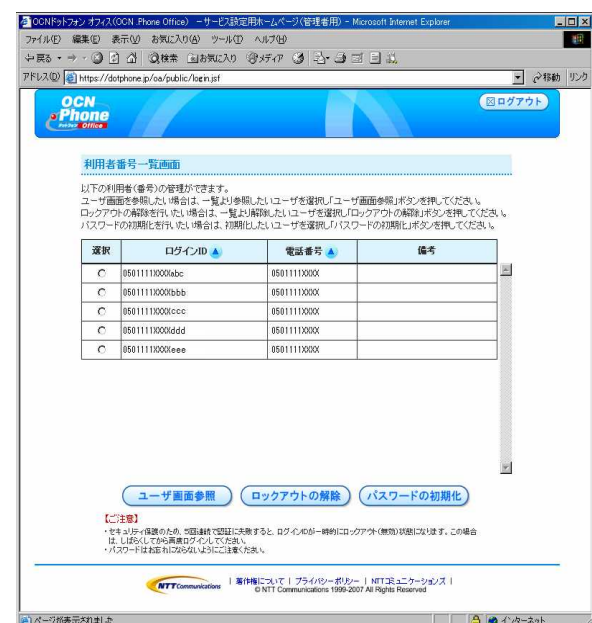 OCNドットフォン オフィス(OCN .Phone Office) －サービス設定用ホームページ(管理者用) - Microsoft Internet Explorer
ファイル(F) 編集(E) 表示(V) お気に入り(A) ツール(T) ヘルプ(H)
戻る 検索 お気に入り メディア
アドレス(D) https://dotphone.jp/oa/public/login.jsf 移動 リンク
OCN
.Phone
Office
ログアウト
利用者番号一覧画面
以下の利用者(番号)の管理ができます。
ユーザ画面を参照したい場合は、一覧より参照したいユーザを選択し「ユーザ画面参照」ボタンを押してください。
ロックアウトの解除を行いたい場合は、一覧より解除したいユーザを選択し「ロックアウトの解除」ボタンを押してください。
パスワードの初期化を行いたい場合は、初期化したいユーザを選択し「パスワードの初期化」ボタンを押してください。
選択 ログインID 電話番号 備考
0501111XXXXabc 0501111XXXX
0501111XXXXbbb 0501111XXXX
0501111XXXXccc 0501111XXXX
0501111XXXXddd 0501111XXXX
0501111XXXXeee 0501111XXXX
ユーザ画面参照 ロックアウトの解除 パスワードの初期化
【ご注意】
・セキュリティ保護のため、5回連続で認証に失敗すると、ログインIDが一時的にロックアウト(無効)状態になります。この場合
は、しばらくしてから再度ログインしてください。
・パスワードはお忘れにならないようにご注意ください。
NTT Communications | 著作権について | プライバシーポリシー | NTTコミュニケーションズ |
© NTT Communications 1999-2007 All Rights Reserved
ページが表示されました インターネット